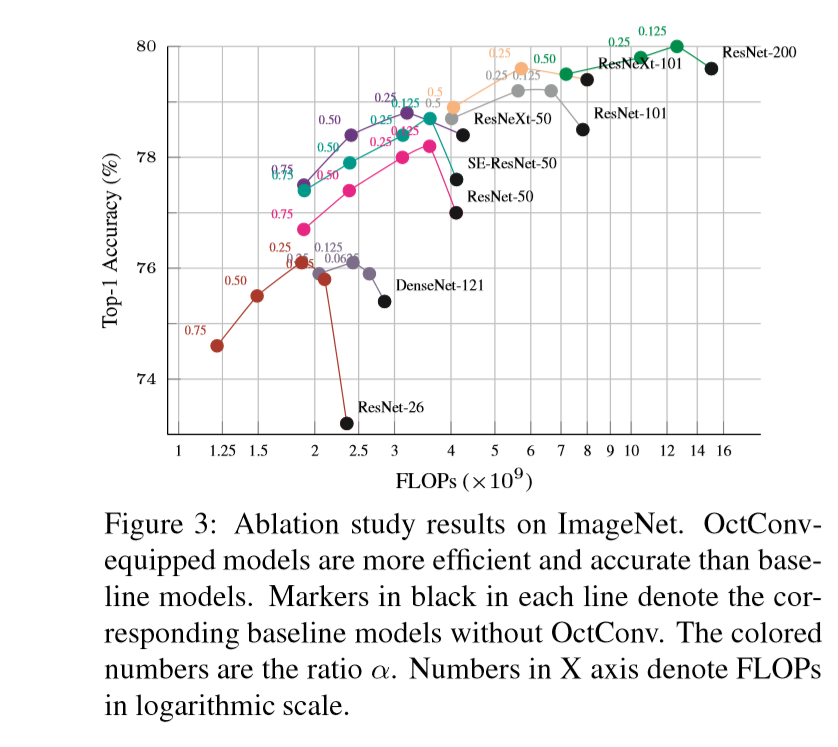 80
0.125
0.25
ResNet-200
0.25
0.50
ResNeXt-101
0.25
0.125
0.25
0.5
0.125
0.5
ResNet-101
0.50
0.25
ResNeXt-50
0.125
0.25
0.50
78
SE-ResNet-50
0.75
0.75
0.50
ResNet-50
0.75
0.25
0.125
0.50
76
DenseNet-121
0.75
74
ResNet-26
Top-1 Accuracy (%)
1 1.25 1.5 2 2.5 3 4 5 6 7 8 9 10 12 14 16
FLOPs (×10⁹)
Figure 3: Ablation study results on ImageNet. OctConv-
equipped models are more efficient and accurate than base-
line models. Markers in black in each line denote the cor-
responding baseline models without OctConv. The colored
numbers are the ratio α. Numbers in X axis denote FLOPs
in logarithmic scale.